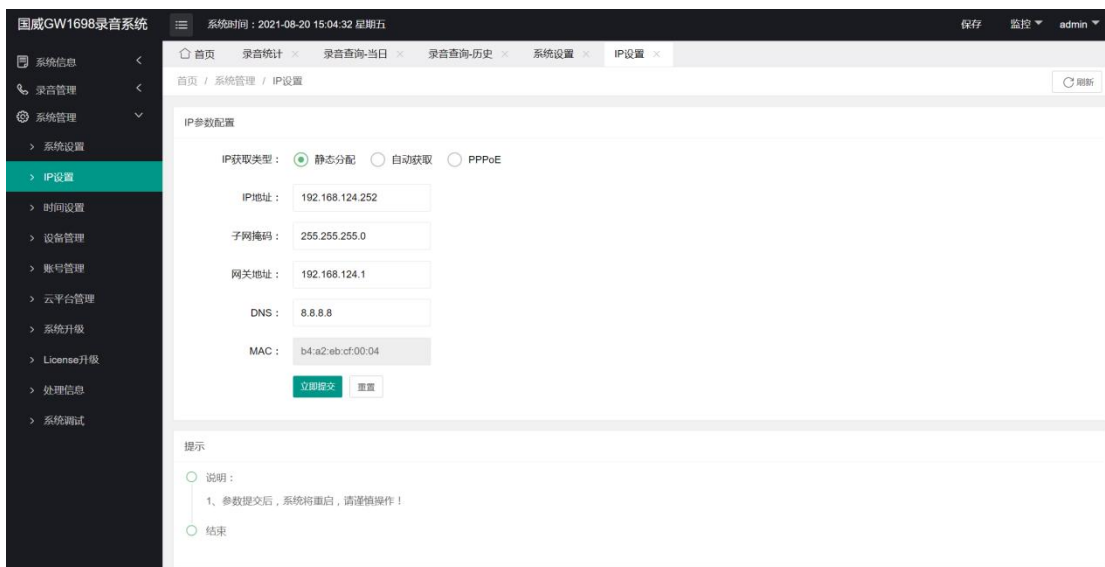 国威GW1698录音系统
系统时间：2021-08-20 15:04:32 星期五
保存 监控 admin
系统信息
录音管理
系统管理
系统设置
IP设置
时间设置
设备管理
账号管理
云平台管理
系统升级
License升级
处理信息
系统调试
首页 录音统计 录音查询-当日 录音查询-历史 系统设置 IP设置
首页 / 系统管理 / IP设置
刷新
IP参数配置
IP获取类型： 静态分配 自动获取 PPPoE
IP地址： 192.168.124.252
子网掩码： 255.255.255.0
网关地址： 192.168.124.1
DNS： 8.8.8.8
MAC： b4:a2:eb:cf:00:04
立即提交 重置
提示
说明：
1、参数提交后，系统将重启，请谨慎操作！
结束